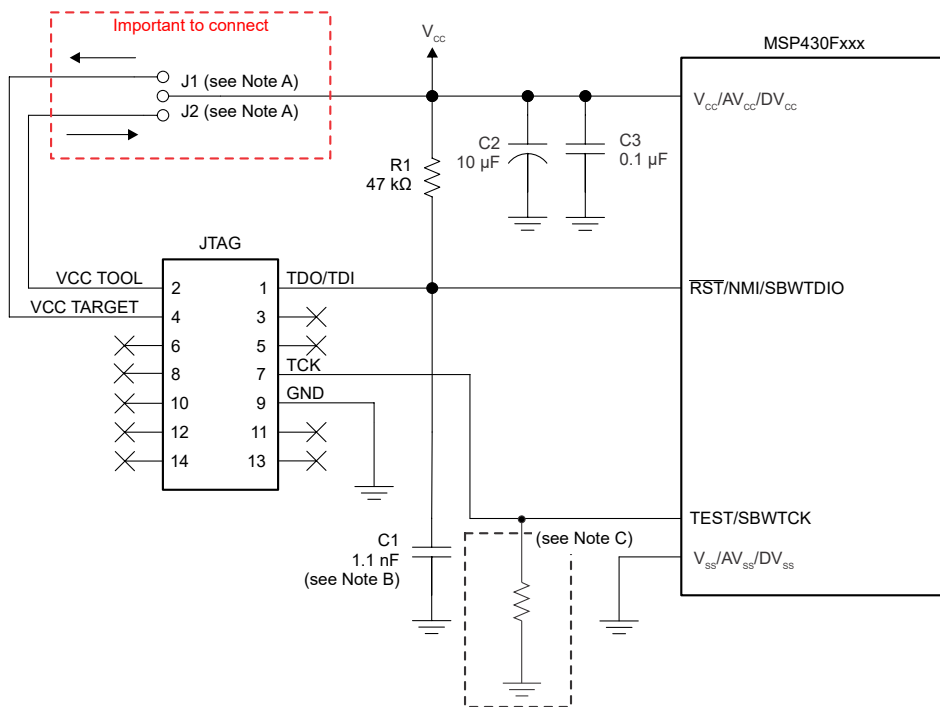 Important to connect
J1 (see Note A)
J2 (see Note A)
VCC
MSP430Fxxx
VCC/AVCC/DVCC
C2
10 µF
C3
0.1 µF
R1
47 kΩ
JTAG
VCC TOOL
VCC TARGET
2
4
6
8
10
12
14
1
3
5
7
9
11
13
TDO/TDI
TCK
GND
RST/NMI/SBWTDIO
C1
1.1 nF
(see Note B)
(see Note C)
TEST/SBWTCK
VSS/AVSS/DVSS